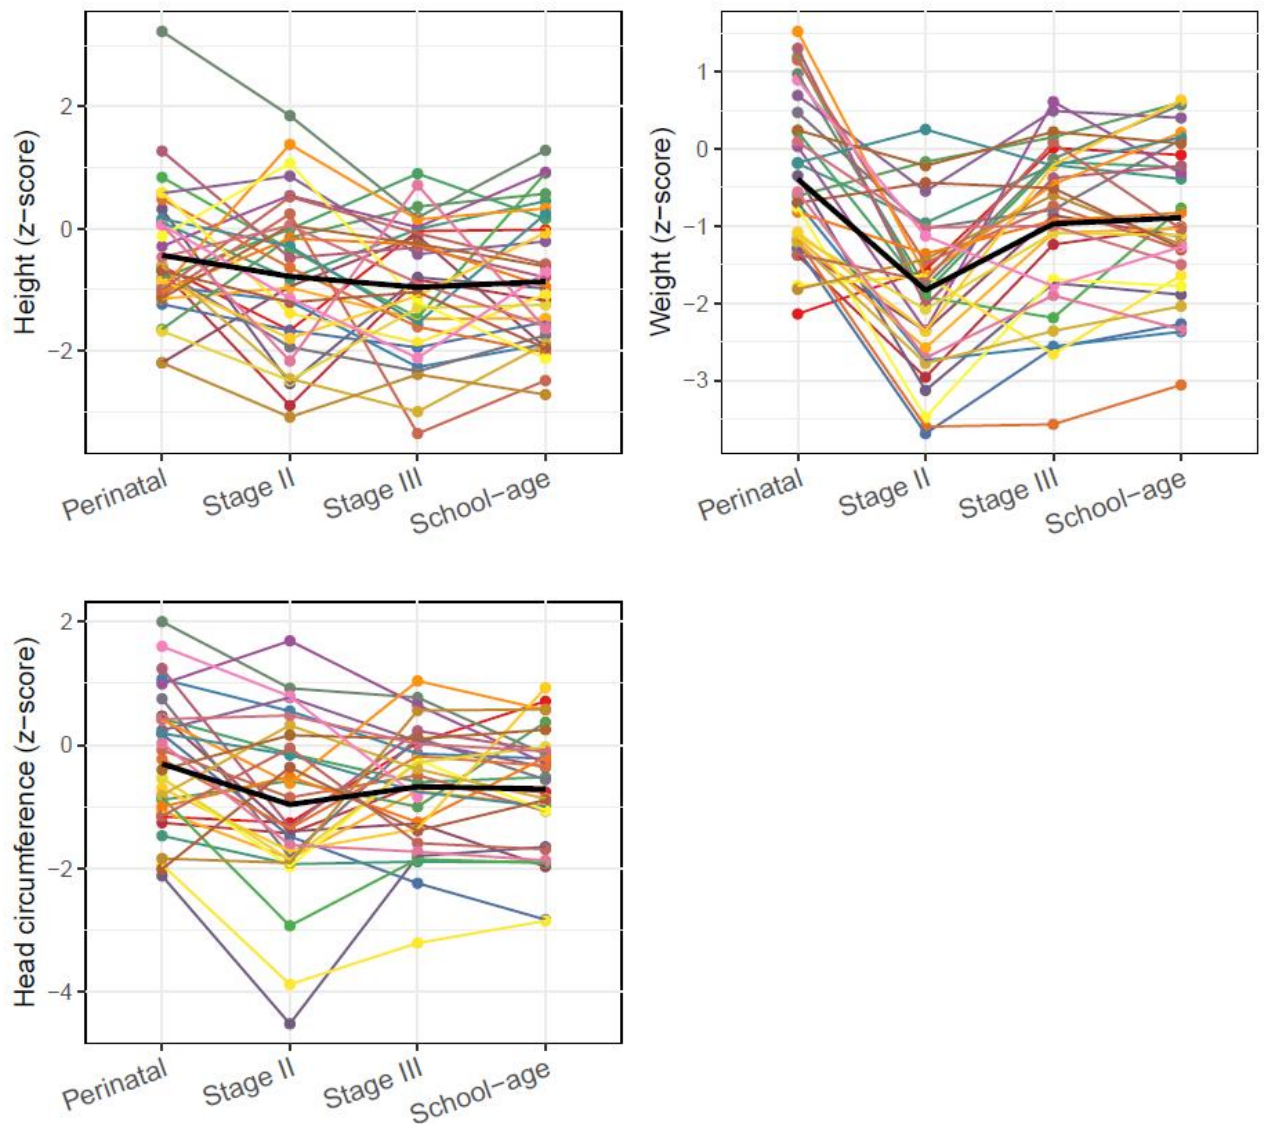 Height (z-score)
2
0
−2
Perinatal
Stage II
Stage III
School−age
Weight (z-score)
1
0
−1
−2
−3
Perinatal
Stage II
Stage III
School−age
Head circumference (z−score)
2
0
−2
−4
Perinatal
Stage II
Stage III
School−age